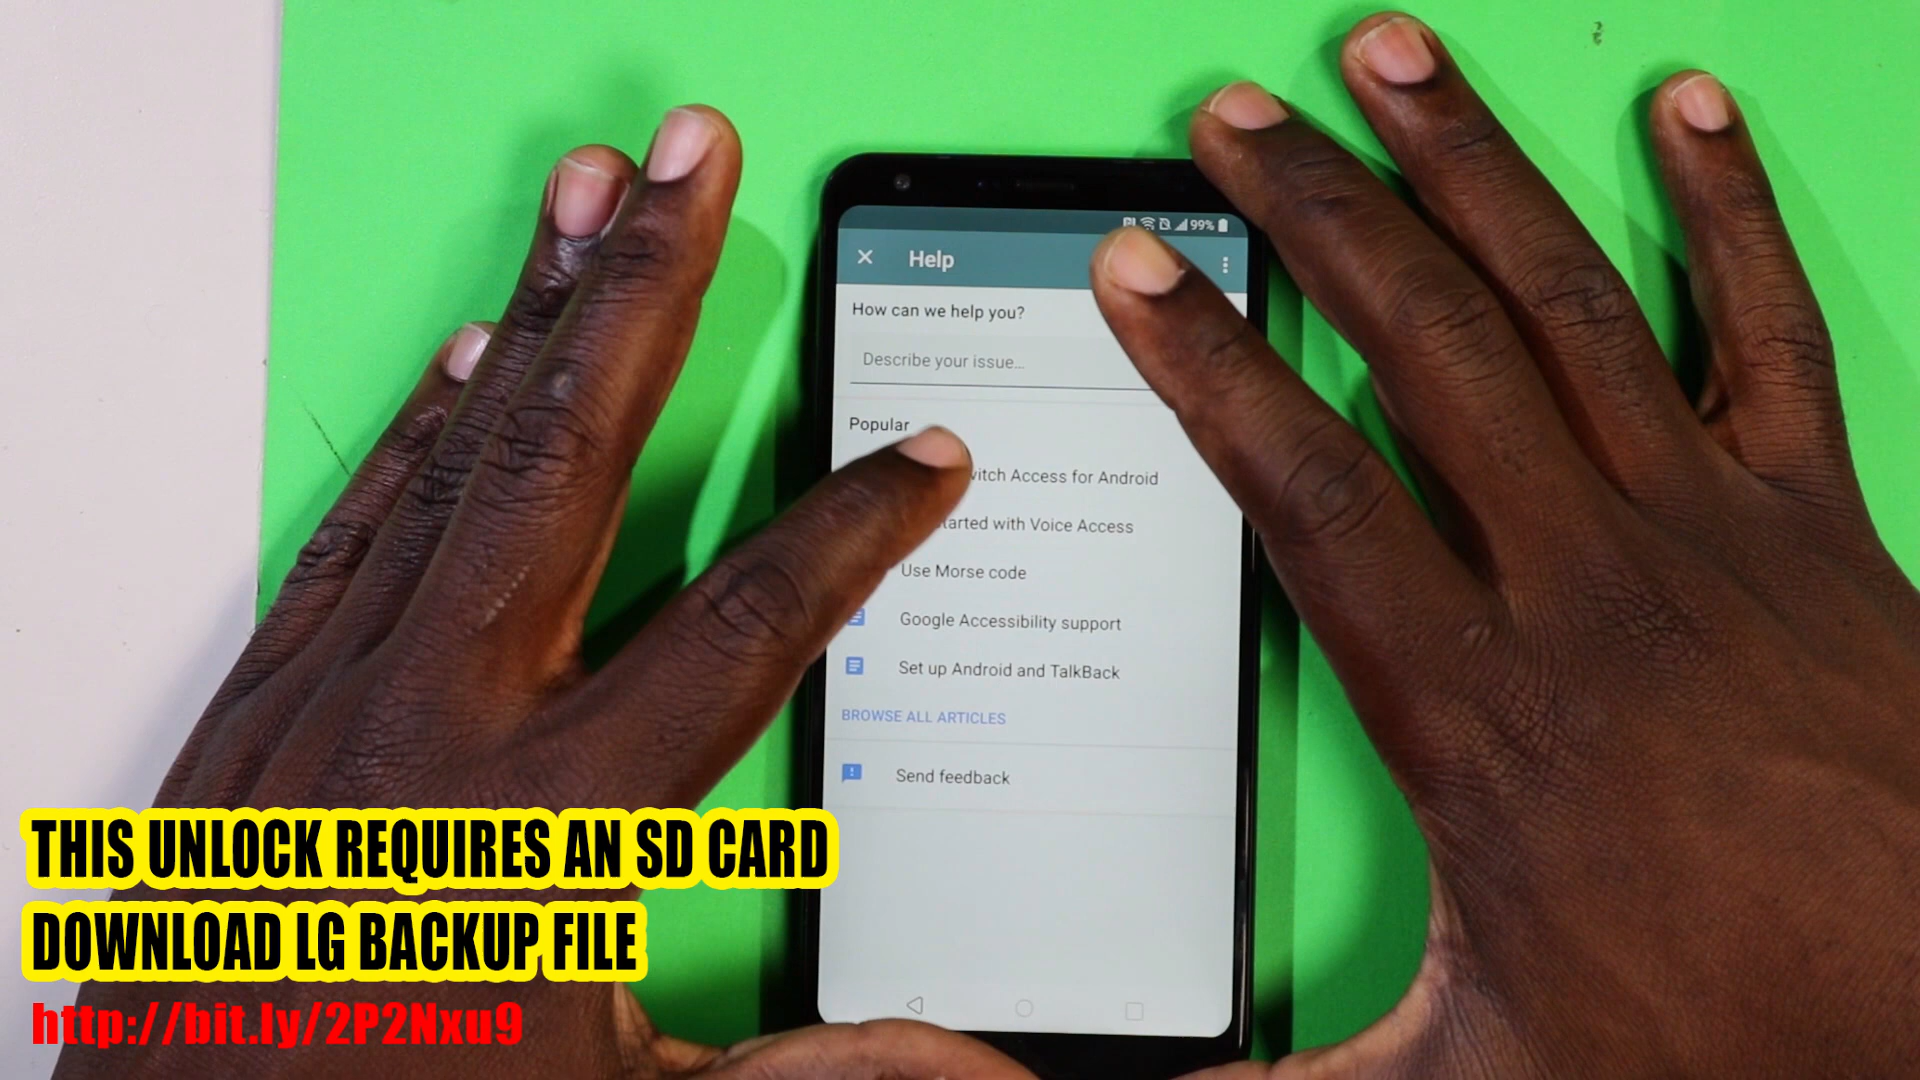 99%
Help
How can we help you?
Describe your issue...
Popular
Access for Android
with Voice Access
Use Morse code
Google Accessibility support
Set up Android and TalkBack
BROWSE ALL ARTICLES
Send feedback
THIS UNLOCK REQUIRES AN SD CARD
DOWNLOAD LG BACKUP FILE
http://bit.ly/2P2Nxu9